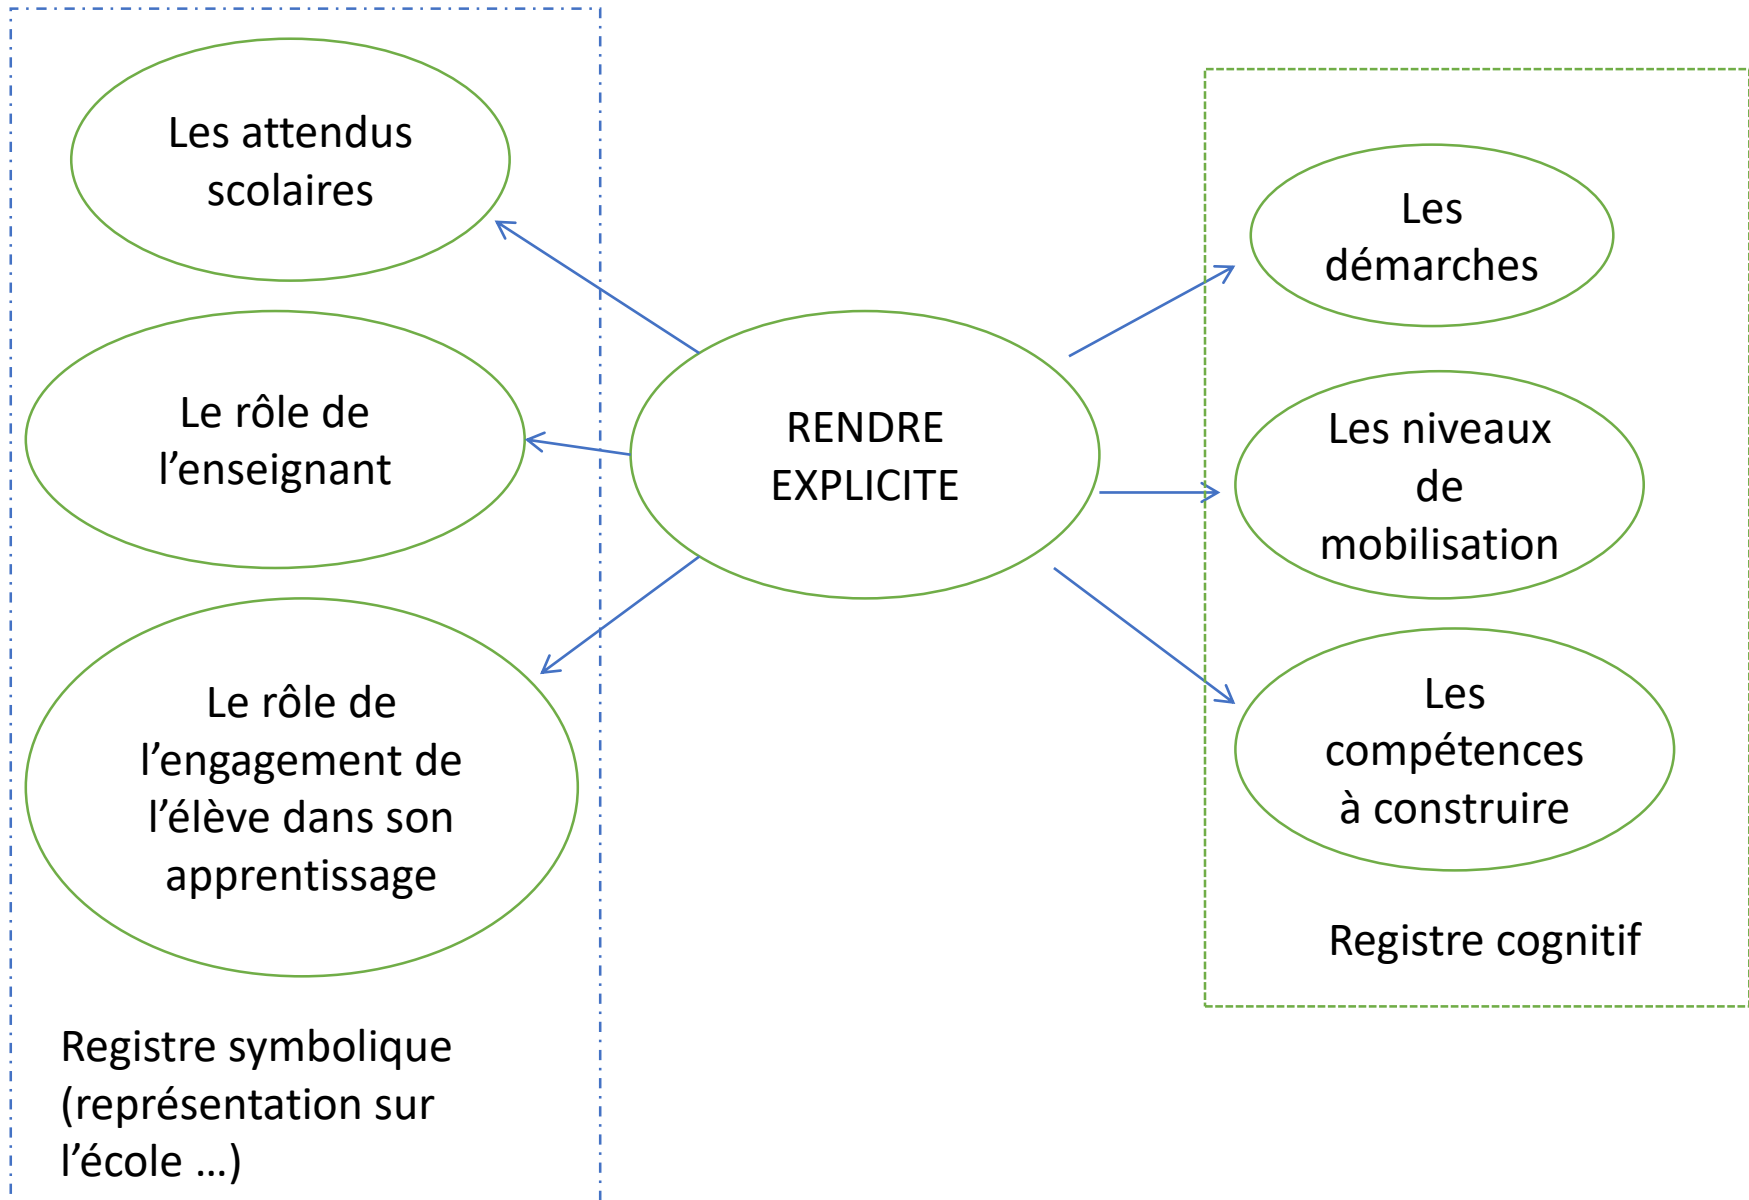 Les attendus
scolaires
Le rôle de
l’enseignant
Le rôle de
l’engagement de
l’élève dans son
apprentissage
Registre symbolique
(représentation sur
l’école …)
RENDRE
EXPLICITE
Les
démarches
Les niveaux
de
mobilisation
Les
compétences
à construire
Registre cognitif